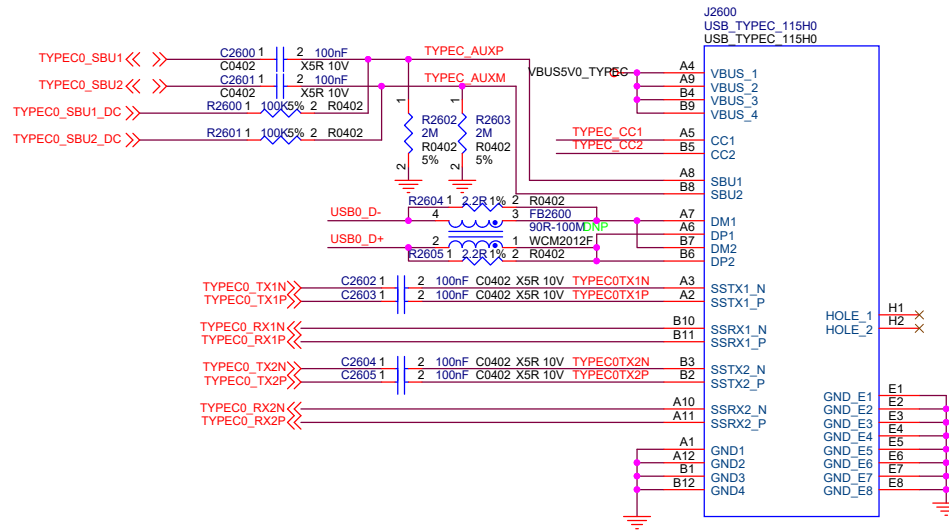 J2600
USB_TYPEC_115H0
USB_TYPEC_115H0
TYPEC0_SBU1 C2600 1 2 100nF TYPEC_AUXP
C0402 X5R 10V
TYPEC0_SBU2 C2601 1 2 100nF TYPEC_AUXM
C0402 X5R 10V
TYPEC0_SBU1_DC R2600 1 100K5% 2 R0402
TYPEC0_SBU2_DC R2601 1 100K5% 2 R0402
1 R2602 2M R0402 5% 2
1 R2603 2M R0402 5% 2
VBUS5V0_TYPEC
A4 VBUS_1
A9 VBUS_2
B4 VBUS_3
B9 VBUS_4
TYPEC_CC1 A5 CC1
TYPEC_CC2 B5 CC2
A8 SBU1
B8 SBU2
R2604 1 2.2R 1% 2 R0402
USB0_D- 4 3 FB2600
90R-100M DNP
USB0_D+ 2 1 WCM2012F
R2605 1 2.2R 1% 2 R0402
A7 DM1
A6 DP1
B7 DM2
B6 DP2
TYPEC0_TX1N C2602 1 2 100nF C0402 X5R 10V TYPEC0TX1N A3 SSTX1_N
TYPEC0_TX1P C2603 1 2 100nF C0402 X5R 10V TYPEC0TX1P A2 SSTX1_P
TYPEC0_RX1N B10 SSRX1_N
TYPEC0_RX1P B11 SSRX1_P
TYPEC0_TX2N C2604 1 2 100nF C0402 X5R 10V TYPEC0TX2N B3 SSTX2_N
TYPEC0_TX2P C2605 1 2 100nF C0402 X5R 10V TYPEC0TX2P B2 SSTX2_P
TYPEC0_RX2N A10 SSRX2_N
TYPEC0_RX2P A11 SSRX2_P
A1 GND1
A12 GND2
B1 GND3
B12 GND4
HOLE_1 H1
HOLE_2 H2
GND_E1 E1
GND_E2 E2
GND_E3 E3
GND_E4 E4
GND_E5 E5
GND_E6 E6
GND_E7 E7
GND_E8 E8